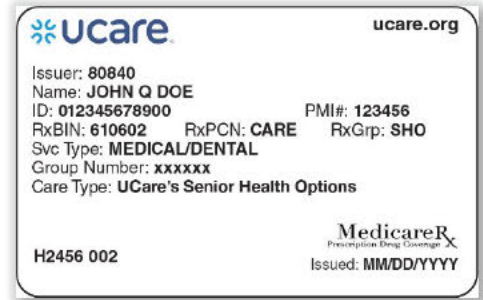 ucare.
ucare.org
Issuer: 80840
Name: JOHN Q DOE
ID: 012345678900 PMI#: 123456
RxBIN: 610602 RxPCN: CARE RxGrp: SHO
Svc Type: MEDICAL/DENTAL
Group Number: xxxxxx
Care Type: UCare's Senior Health Options
MedicareRx
Prescription Drug Coverage
H2456 002
Issued: MM/DD/YYYY